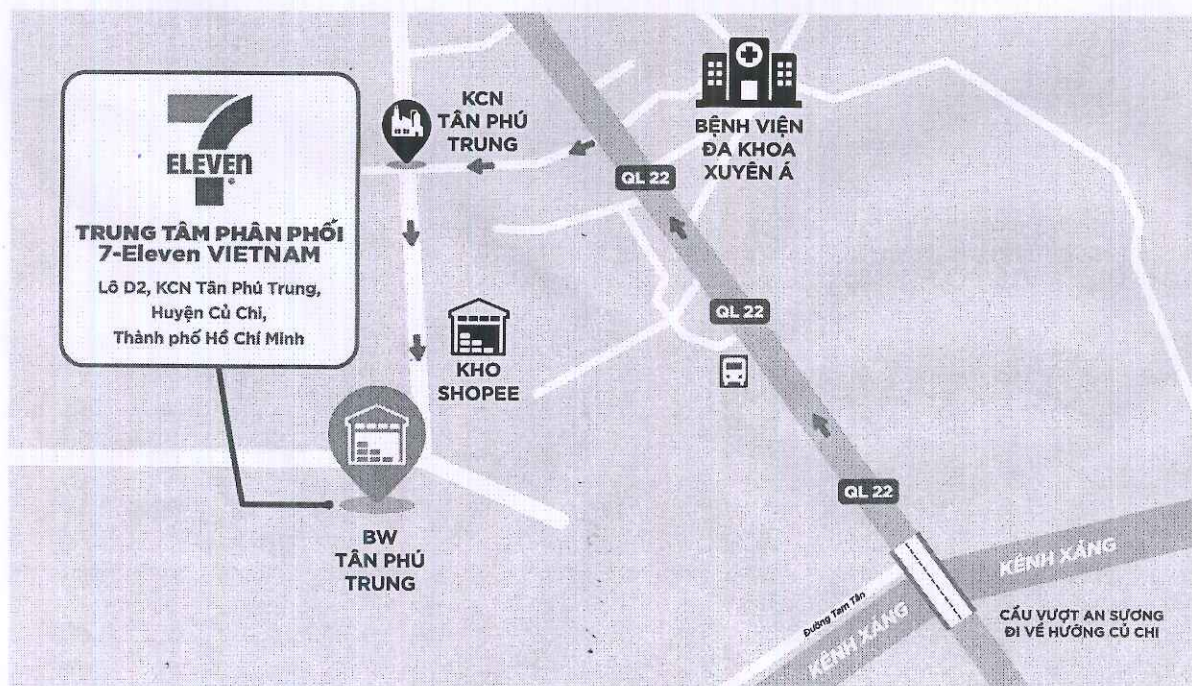 7
ELEVEn
TRUNG TÂM PHÂN PHỐI
7-Eleven VIETNAM
Lô D2, KCN Tân Phú Trung,
Huyện Củ Chi,
Thành phố Hồ Chí Minh
KCN
TÂN PHÚ
TRUNG
BỆNH VIỆN
ĐA KHOA
XUYÊN Á
QL 22
QL 22
KHO
SHOPEE
QL 22
BW
TÂN PHÚ
TRUNG
KÊNH XÁNG
Đường Tam Tân
KÊNH XÁNG
CẦU VƯỢT AN SƯƠNG
ĐI VỀ HƯỚNG CỦ CHI